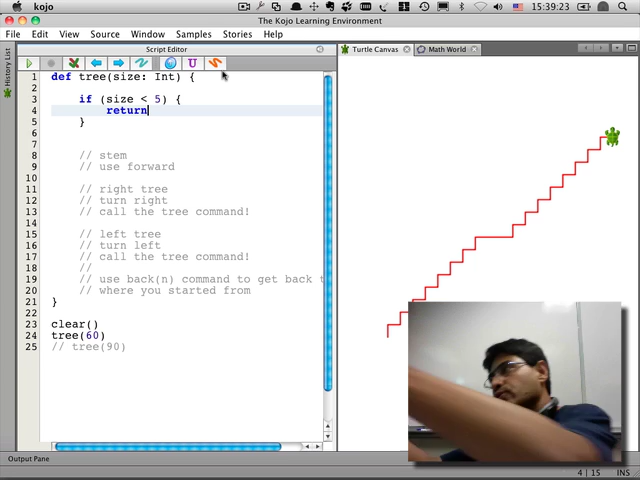 kojo
15:39:23
The Kojo Learning Environment
File Edit View Source Window Samples Stories Help
History List
Script Editor
U
Turtle Canvas
Math World
1 def tree(size: Int) {
2
3 if (size < 5) {
4 return
5 }
6
7
8 // stem
9 // use forward
10
11 // right tree
12 // turn right
13 // call the tree command!
14
15 // left tree
16 // turn left
17 // call the tree command!
18 //
19 // use back(n) command to get back t
20 // where you started from
21 }
22
23 clear()
24 tree(60)
25 // tree(90)
Output Pane
4 | 15
INS